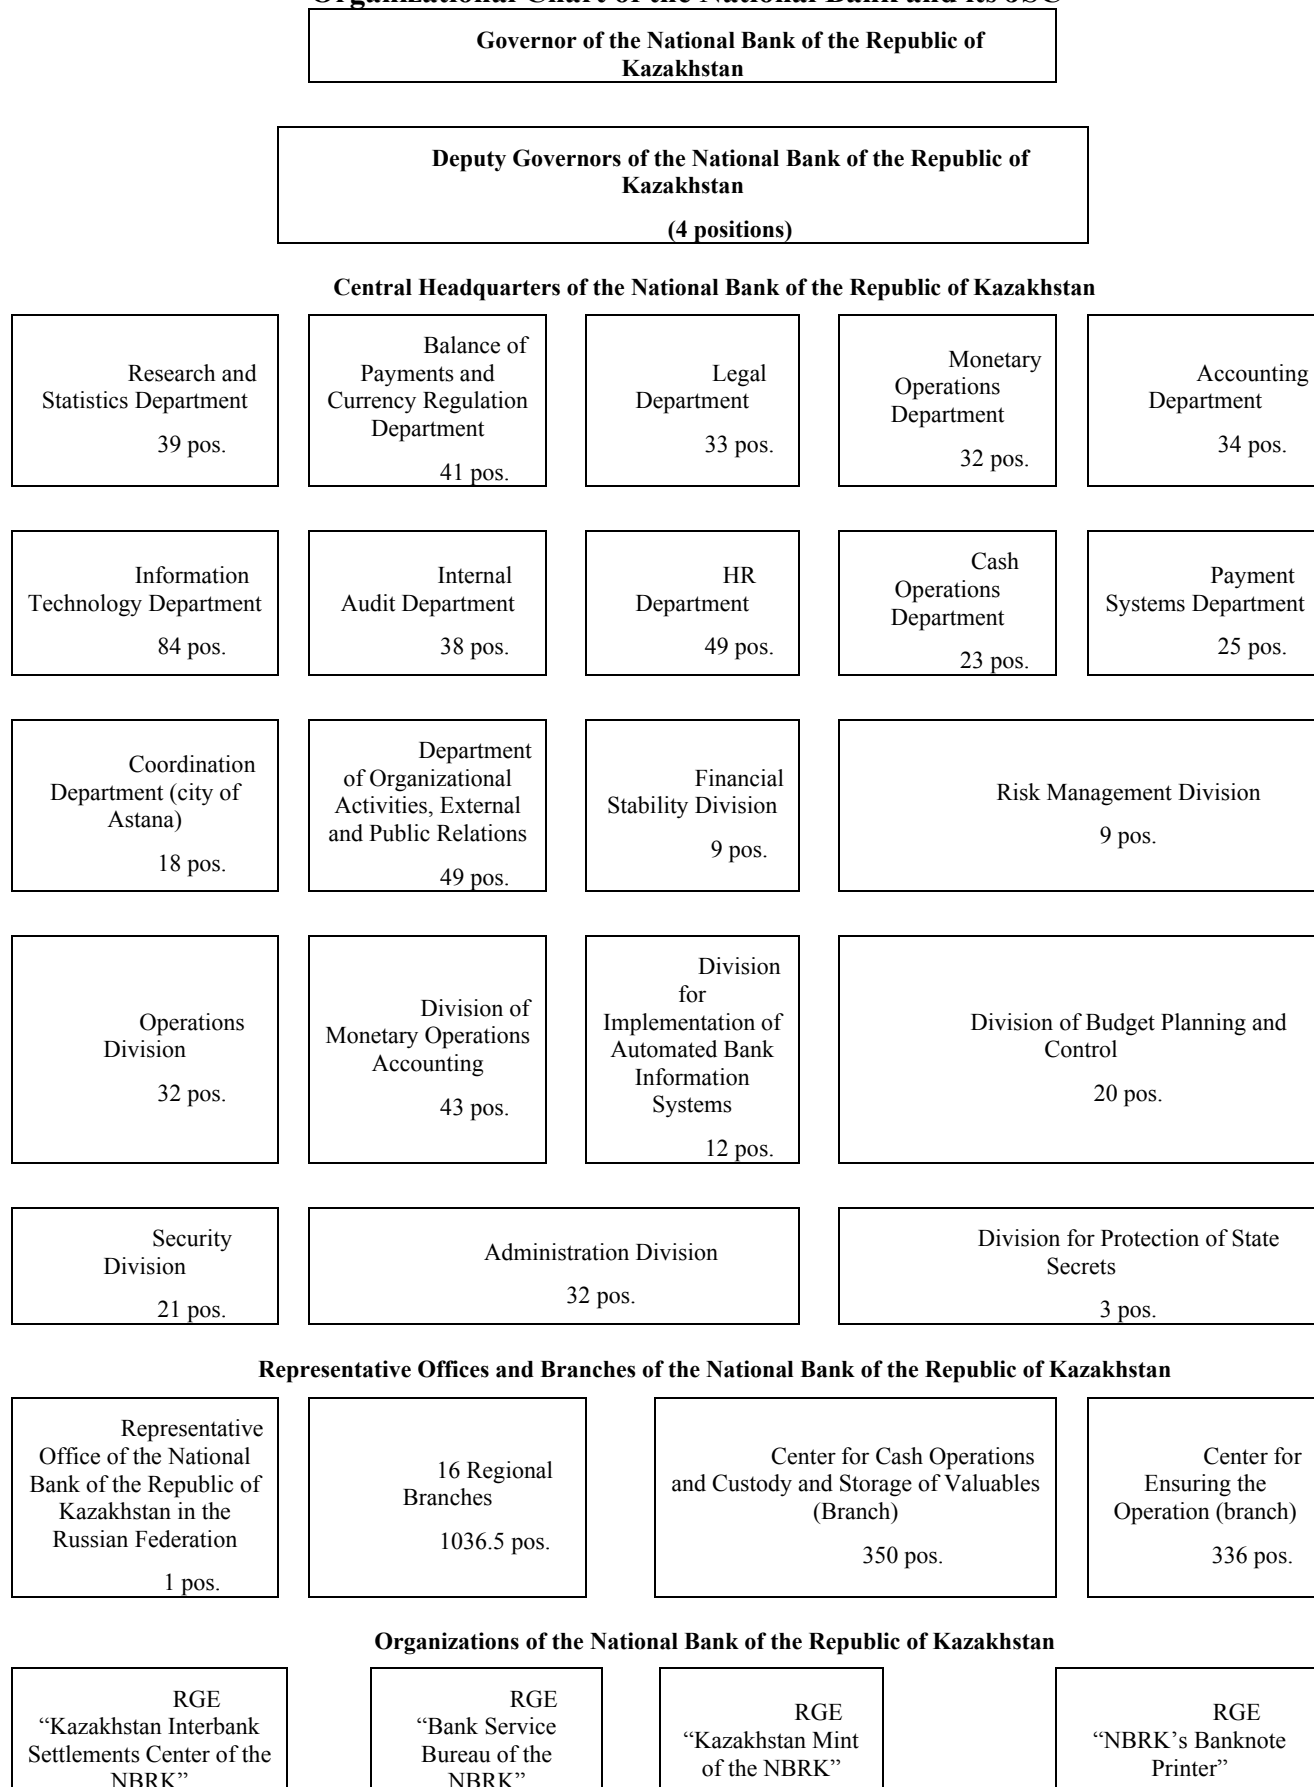 Organizational Chart of the National Bank and its JSC
Governor of the National Bank of the Republic of
Kazakhstan
Deputy Governors of the National Bank of the Republic of
Kazakhstan
(4 positions)
Central Headquarters of the National Bank of the Republic of Kazakhstan
Research and
Statistics Department
39 pos.
Balance of
Payments and
Currency Regulation
Department
41 pos.
Legal
Department
33 pos.
Monetary
Operations
Department
32 pos.
Accounting
Department
34 pos.
Information
Technology Department
84 pos.
Internal
Audit Department
38 pos.
HR
Department
49 pos.
Cash
Operations
Department
23 pos.
Payment
Systems Department
25 pos.
Coordination
Department (city of
Astana)
18 pos.
Department
of Organizational
Activities, External
and Public Relations
49 pos.
Financial
Stability Division
9 pos.
Risk Management Division
9 pos.
Operations
Division
32 pos.
Division of
Monetary Operations
Accounting
43 pos.
Division
for
Implementation of
Automated Bank
Information
Systems
12 pos.
Division of Budget Planning and
Control
20 pos.
Security
Division
21 pos.
Administration Division
32 pos.
Division for Protection of State
Secrets
3 pos.
Representative Offices and Branches of the National Bank of the Republic of Kazakhstan
Representative
Office of the National
Bank of the Republic of
Kazakhstan in the
Russian Federation
1 pos.
16 Regional
Branches
1036.5 pos.
Center for Cash Operations
and Custody and Storage of Valuables
(Branch)
350 pos.
Center for
Ensuring the
Operation (branch)
336 pos.
Organizations of the National Bank of the Republic of Kazakhstan
RGE
“Kazakhstan Interbank
Settlements Center of the
NBRK”
RGE
“Bank Service
Bureau of the
NBRK”
RGE
“Kazakhstan Mint
of the NBRK”
RGE
“NBRK’s Banknote
Printer”